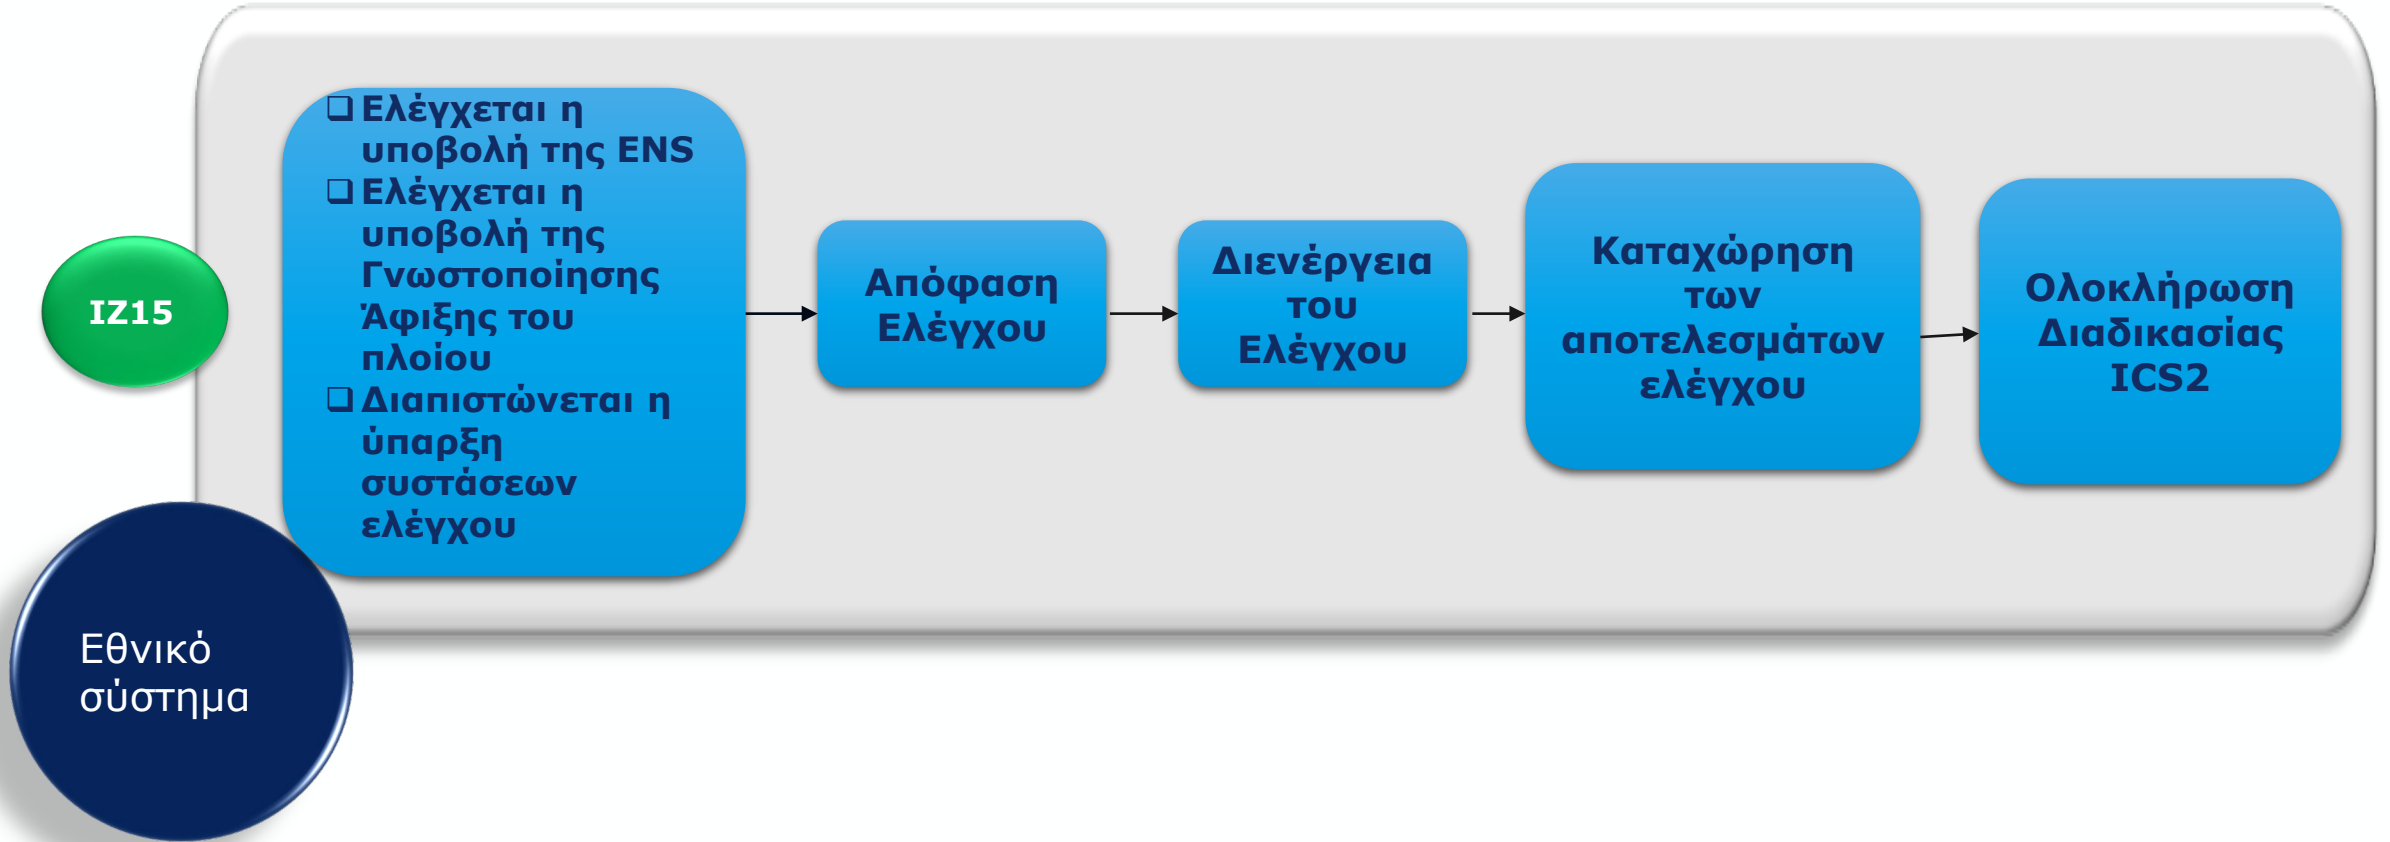 ❑Ελέγχεται η
υποβολή της ENS
❑Ελέγχεται η
υποβολή της
Γνωστοποίησης
Άφιξης του
πλοίου
❑Διαπιστώνεται η
ύπαρξη
συστάσεων
ελέγχου
IZ15
Απόφαση
Ελέγχου
Διενέργεια
του
Ελέγχου
Καταχώρηση
των
αποτελεσμάτων
ελέγχου
Ολοκλήρωση
Διαδικασίας
ICS2
Εθνικό
σύστημα